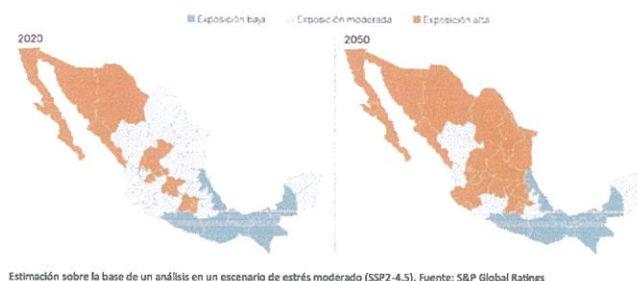 Exposición baja Exposición moderada Exposición alta
2020 2050
Estimación sobre la base de un análisis en un escenario de estrés moderado (SSP2-4.5). Fuente: S&P Global Ratings